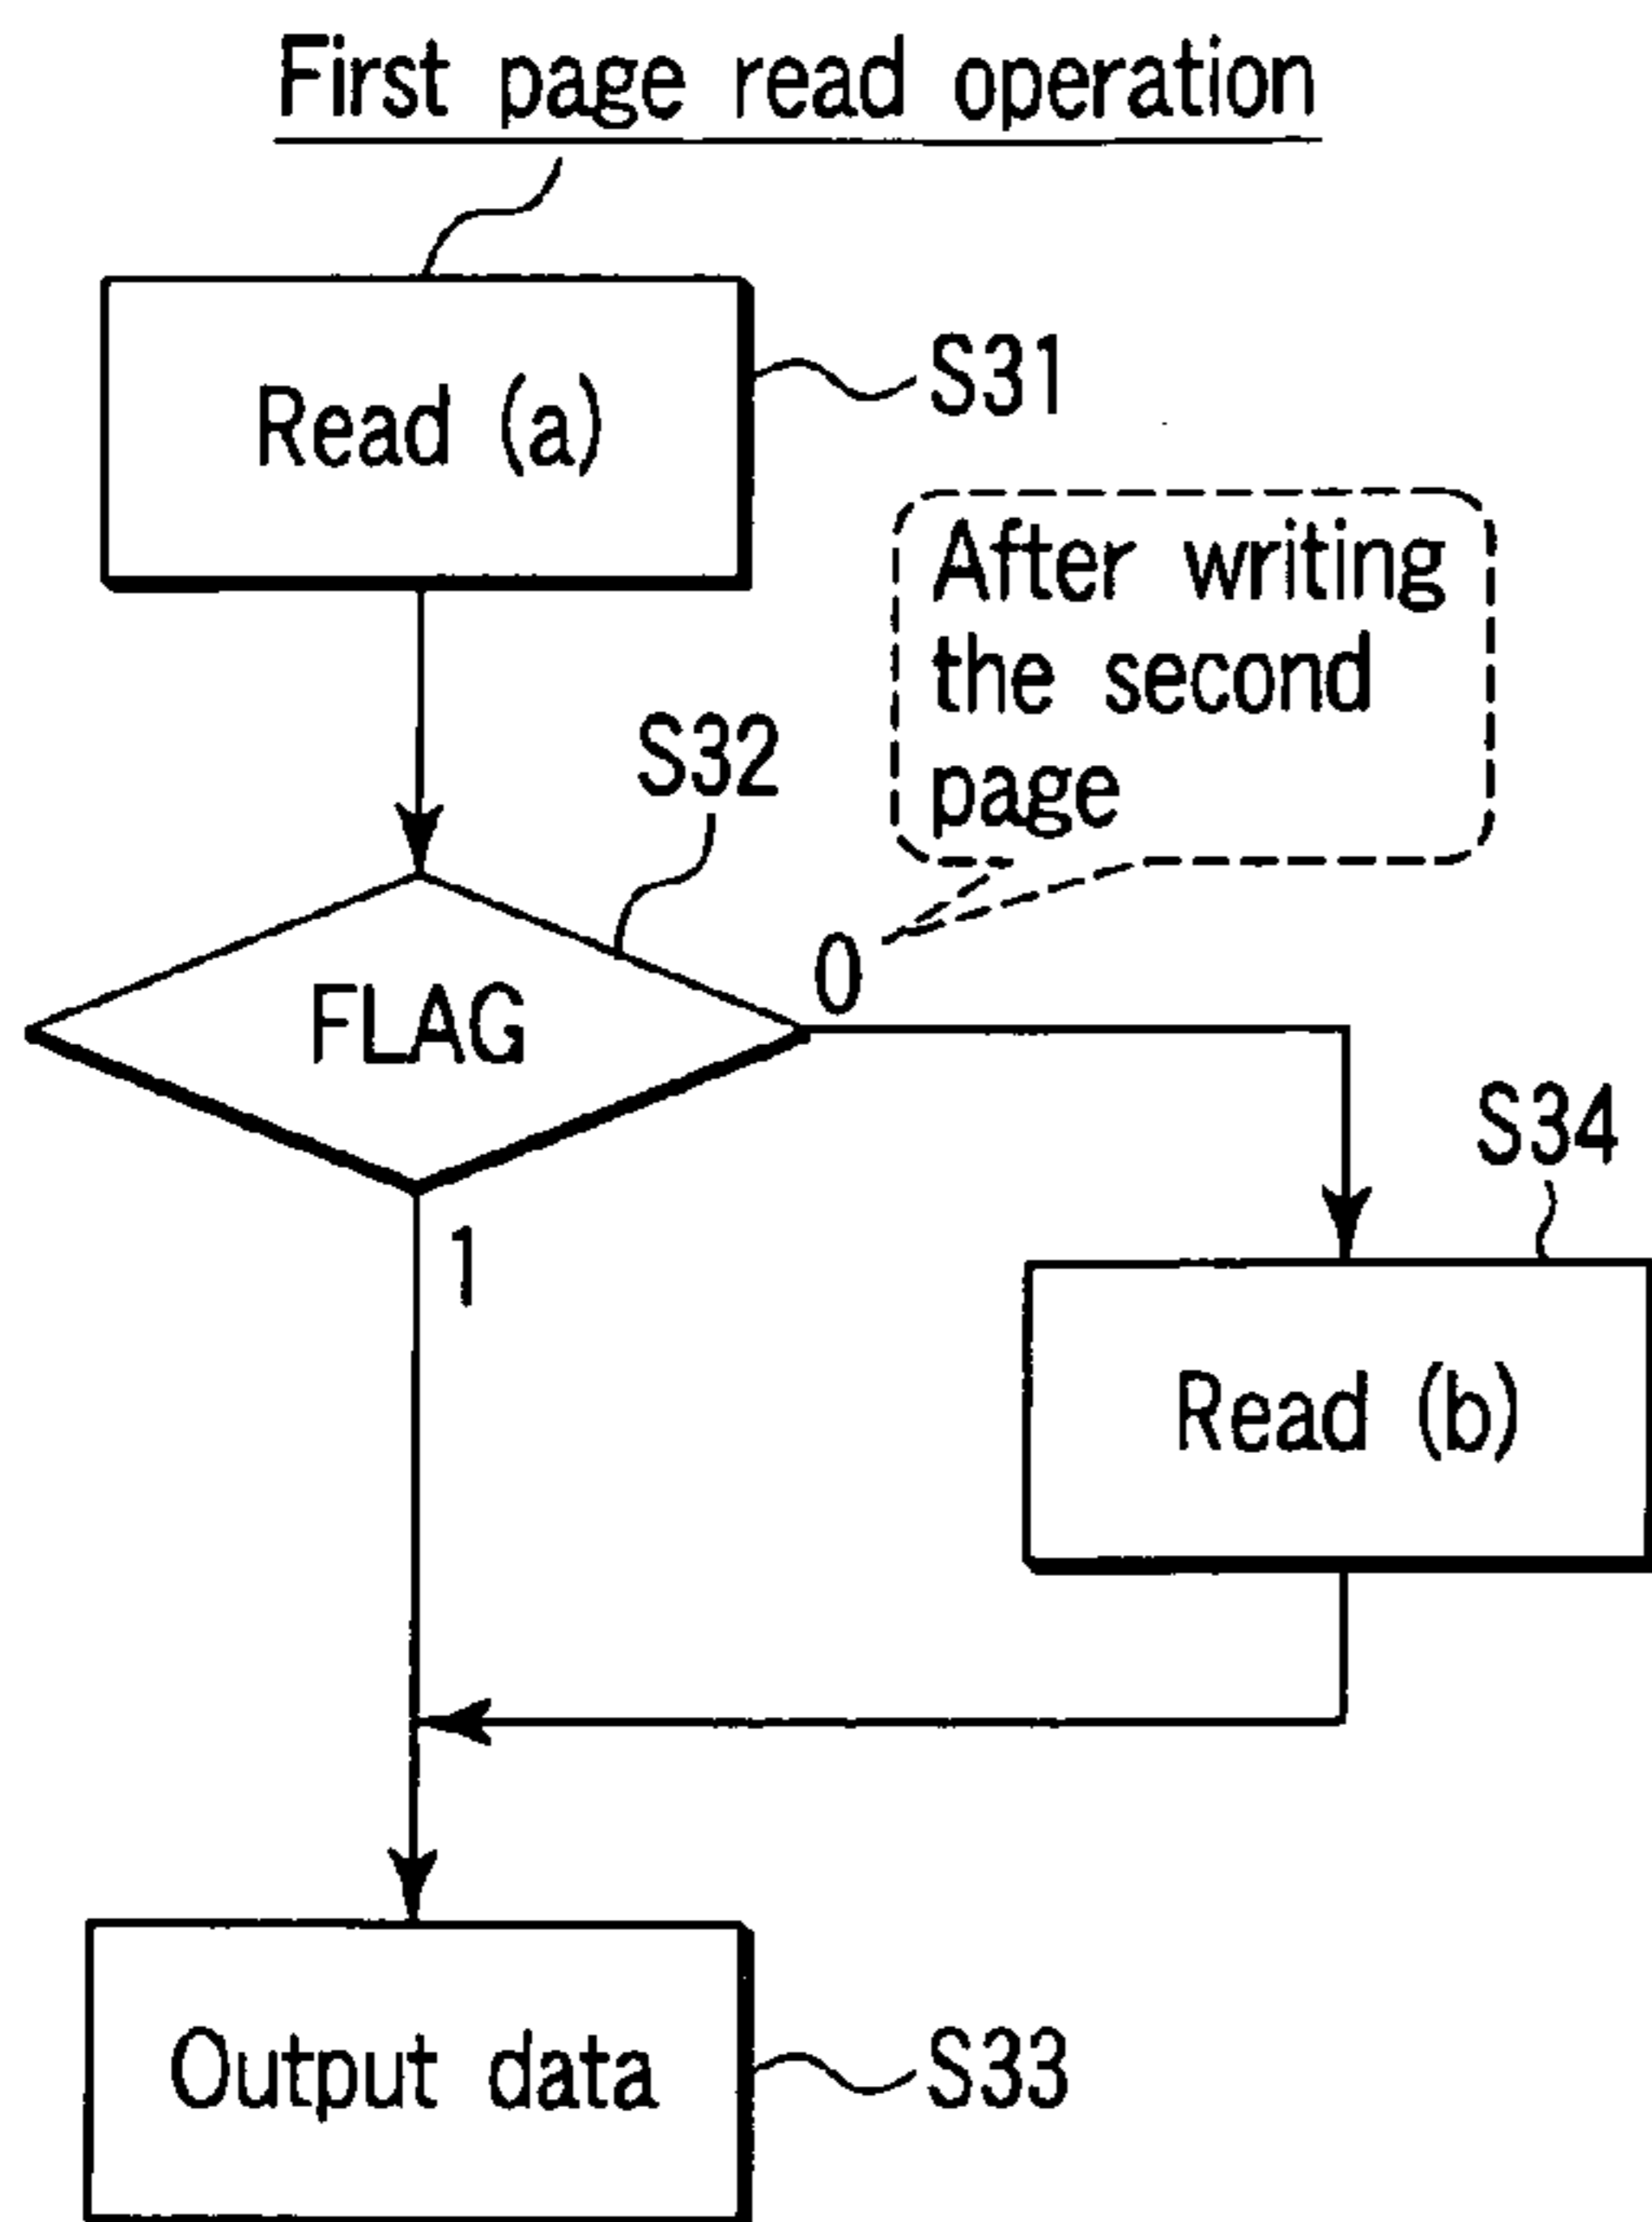 First page read operation
Read (a)
S31
After writing
the second
page
S32
FLAG
0
1
S34
Read (b)
Output data
S33